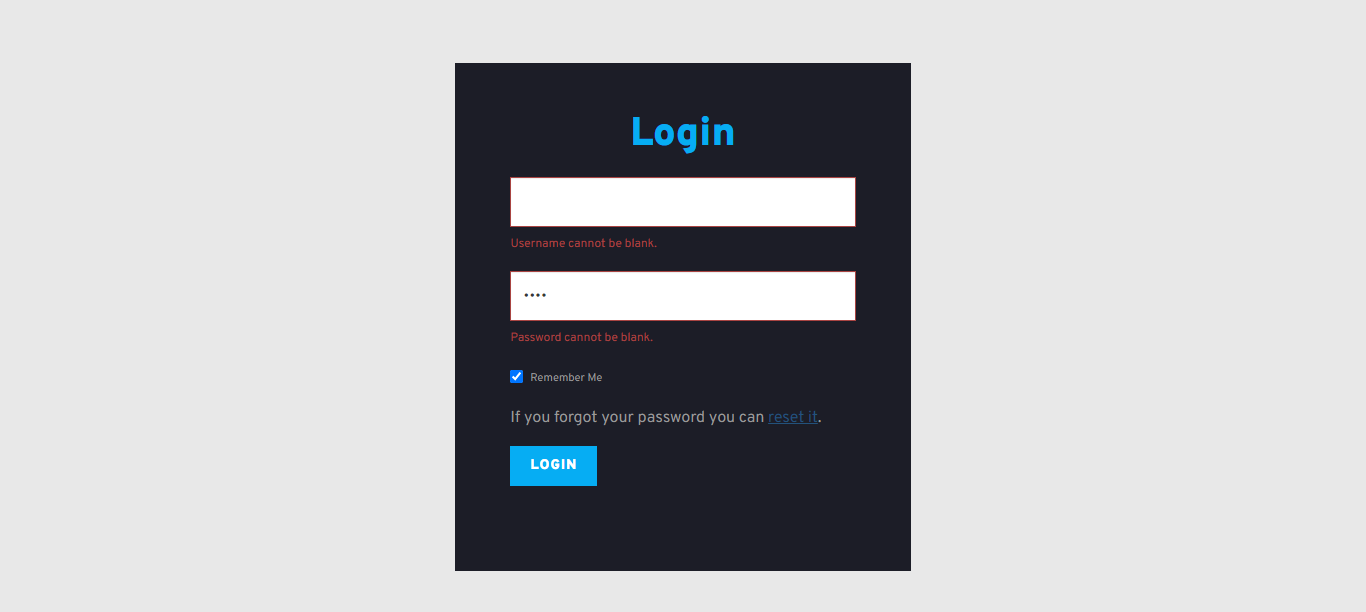 Login
Username cannot be blank.
••••
Password cannot be blank.
Remember Me
If you forgot your password you can reset it.
LOGIN